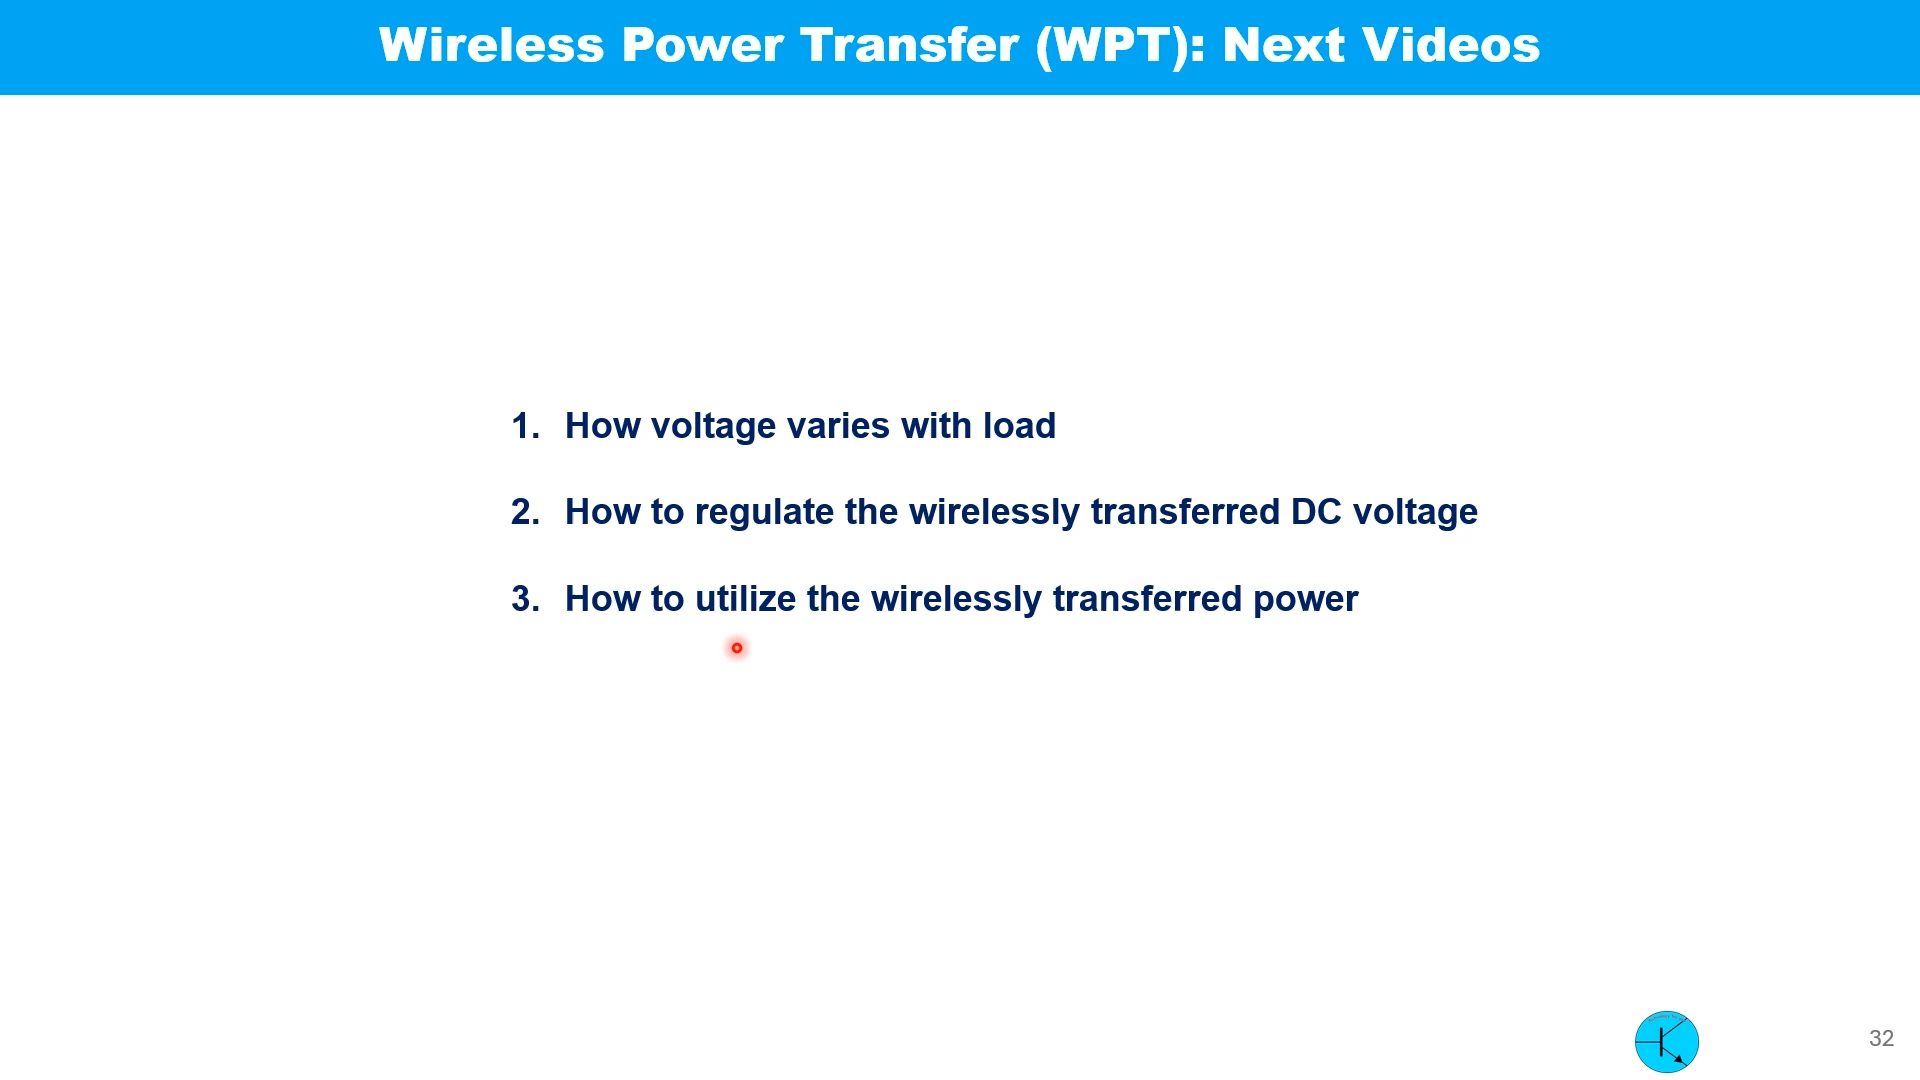 Wireless Power Transfer (WPT): Next Videos
1. How voltage varies with load
2. How to regulate the wirelessly transferred DC voltage
3. How to utilize the wirelessly transferred power
32